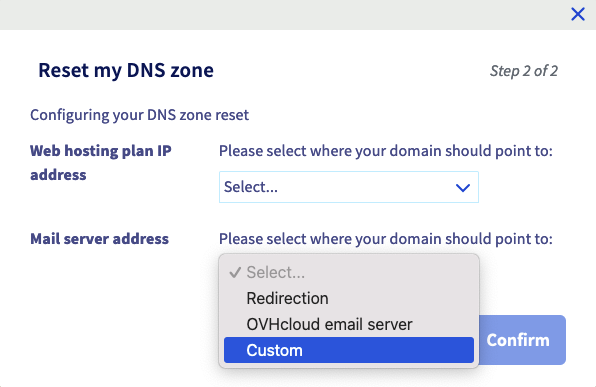 Reset my DNS zone
Step 2 of 2
Configuring your DNS zone reset
Web hosting plan IP address
Please select where your domain should point to:
Select...
Mail server address
Please select where your domain should point to:
Select...
Redirection
OVHcloud email server
Custom
Confirm